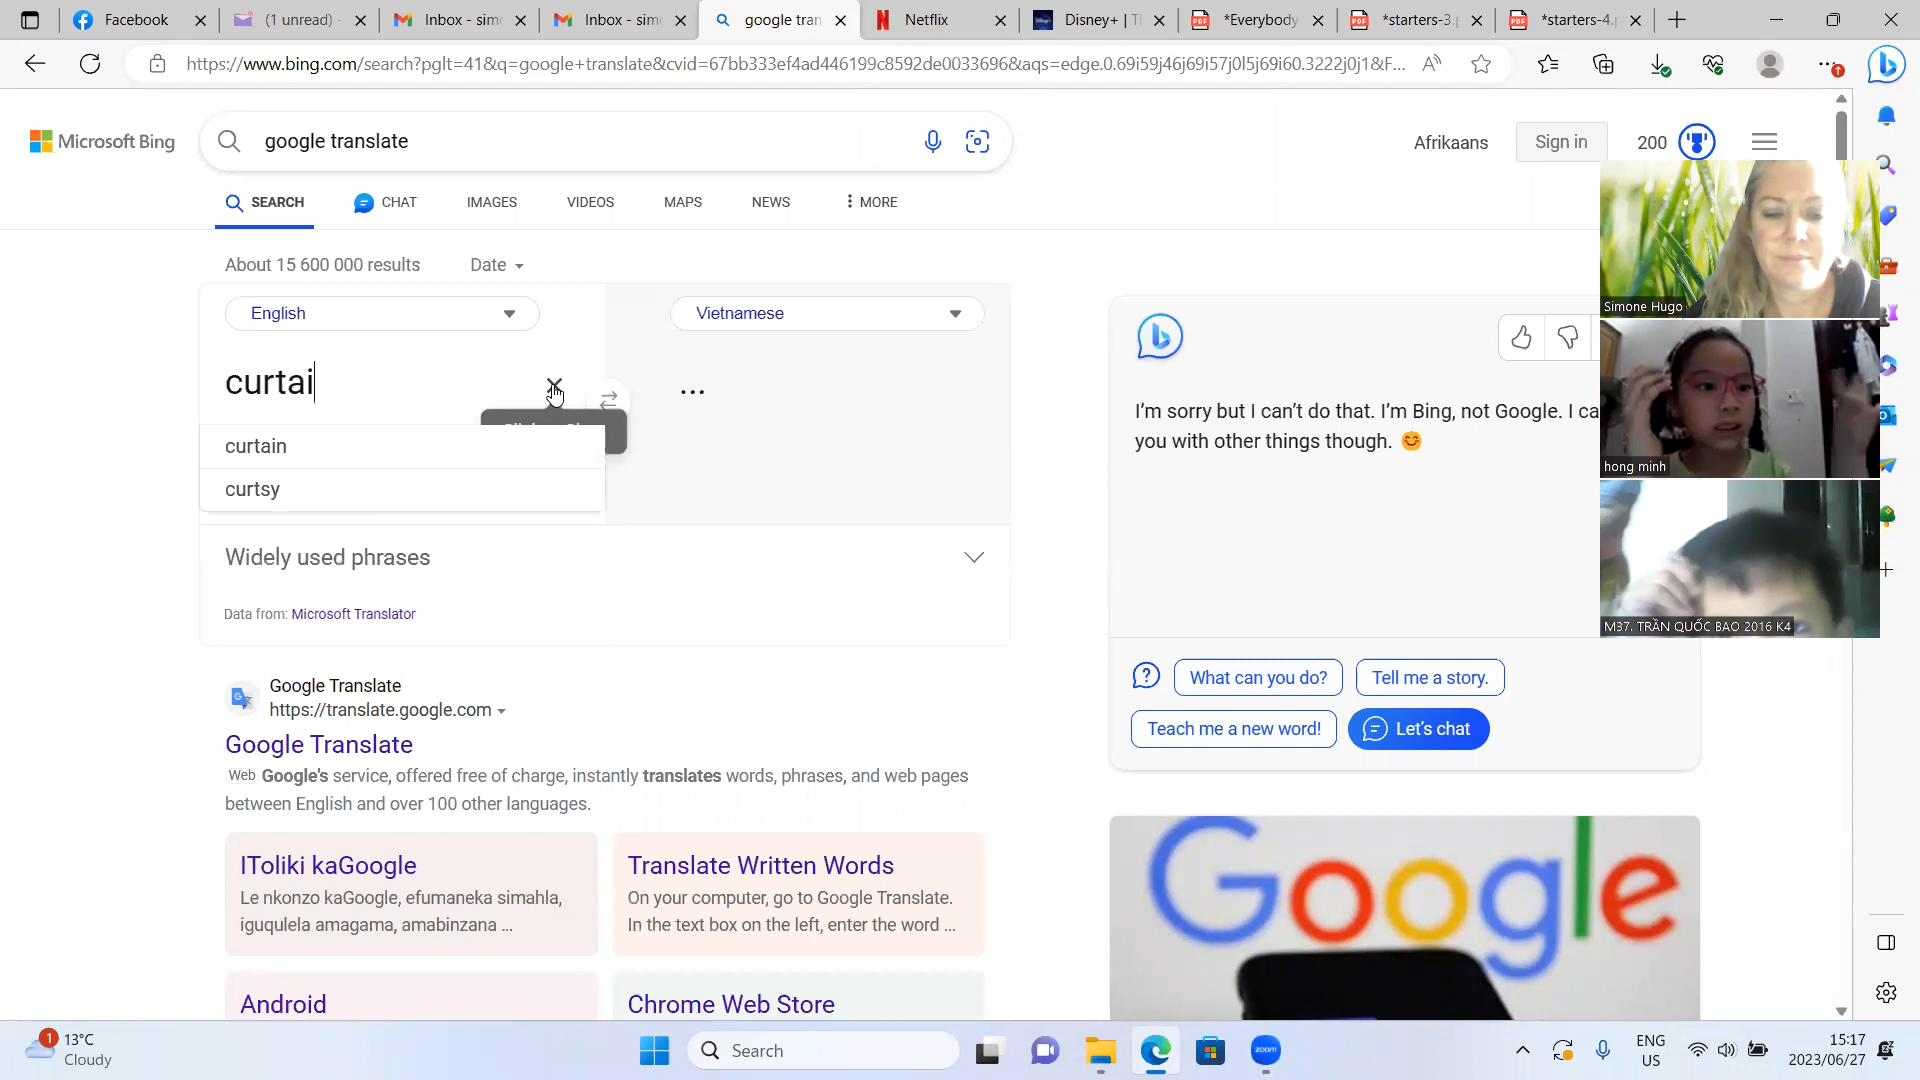 Facebook
(1 unread) -
Inbox - sim
Inbox - sim
google tran
Netflix
Disney+ | T
*Everybody
*starters-3.p
*starters-4.p
https://www.bing.com/search?pglt=41&q=google+translate&cvid=67bb333ef4ad446199c8592de0033696&aqs=edge.0.69i59j46j69i57j0l5j69i60.3222j0j1&F...
Microsoft Bing
google translate
Afrikaans
Sign in
200
SEARCH
CHAT
IMAGES
VIDEOS
MAPS
NEWS
MORE
About 15 600 000 results
Date
English
Vietnamese
curtai
...
curtain
curtsy
Widely used phrases
Data from: Microsoft Translator
I'm sorry but I can't do that. I'm Bing, not Google. I ca
you with other things though. 😊
What can you do?
Tell me a story.
Teach me a new word!
Let's chat
Simone Hugo
hong minh
M37. TRẦN QUỐC BAO 2016 K4
Google Translate
https://translate.google.com
Google Translate
Web Google's service, offered free of charge, instantly translates words, phrases, and web pages
between English and over 100 other languages.
IToliki kaGoogle
Le nkonzo kaGoogle, efumaneka simahla,
iguqulela amagama, amabinzana ...
Translate Written Words
On your computer, go to Google Translate.
In the text box on the left, enter the word ...
Android
Chrome Web Store
Google
1
13°C
Cloudy
Search
zoom
ENG
US
15:17
2023/06/27